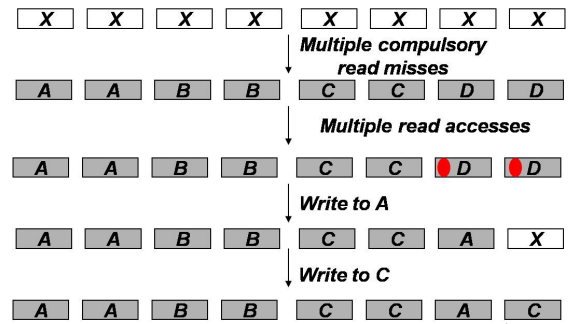 X X X X X X X X
Multiple compulsory
read misses
A A B B C C D D
Multiple read accesses
A A B B C C D D
Write to A
A A B B C C A X
Write to C
A A B B C C A C